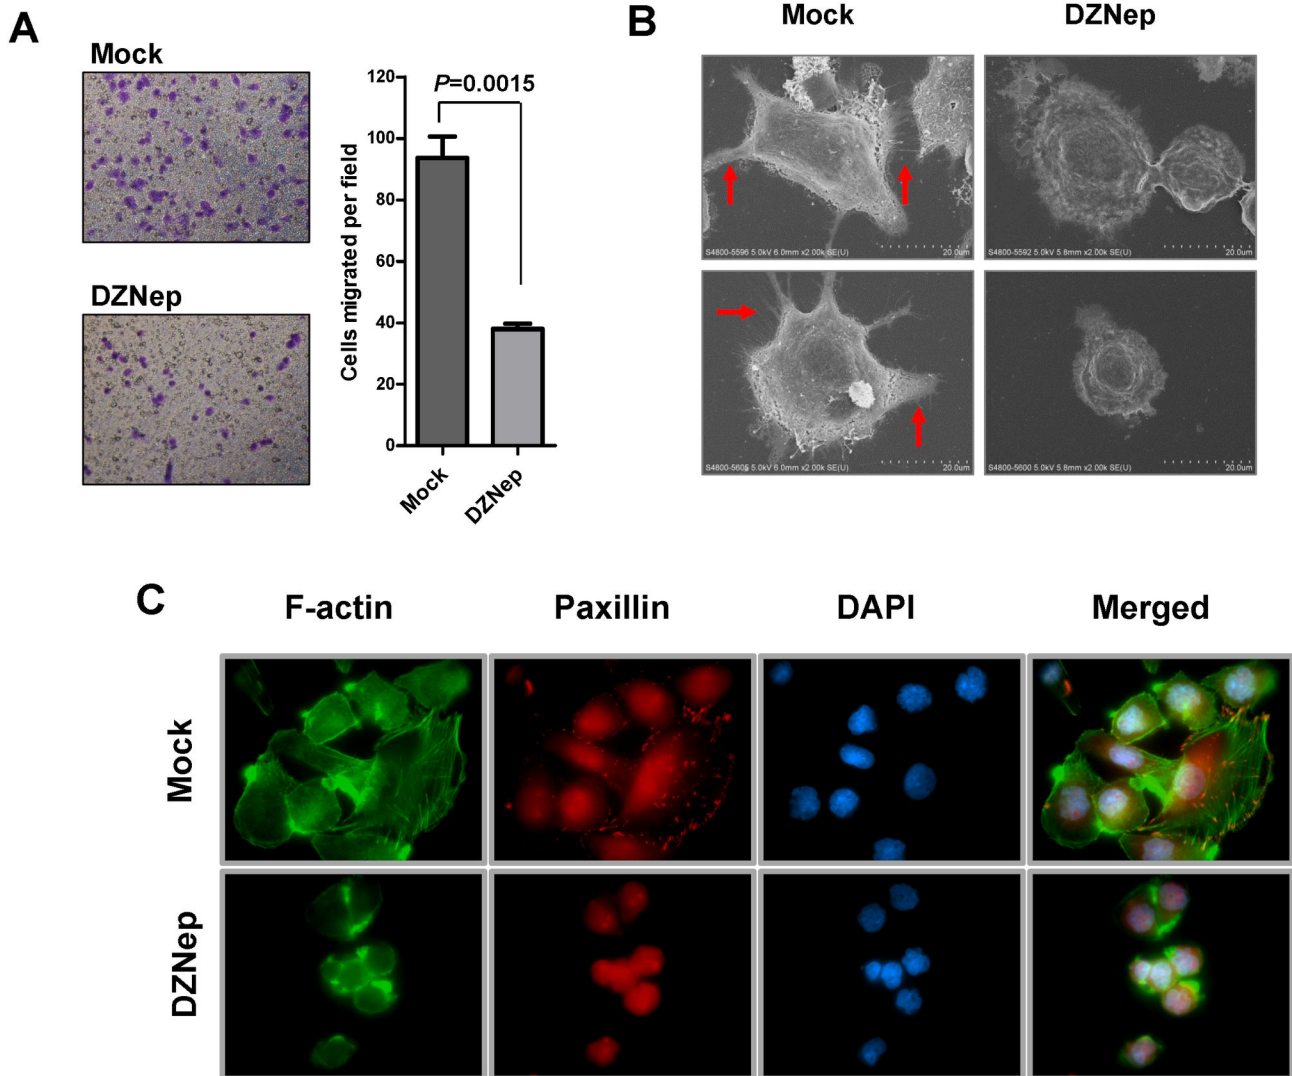 A
Mock
DZNep
Cells migrated per field
120
100
80
60
40
20
0
P=0.0015
Mock
DZNep
B
Mock
DZNep
S4800-5596 5.0kV 6.0mm x2.00k SE(U)
20.0um
S4800-5592 5.0kV 5.8mm x2.00k SE(U)
20.0um
S4800-5605 5.0kV 6.0mm x2.00k SE(U)
20.0um
S4800-5600 5.0kV 5.8mm x2.00k SE(U)
20.0um
C
F-actin
Paxillin
DAPI
Merged
Mock
DZNep